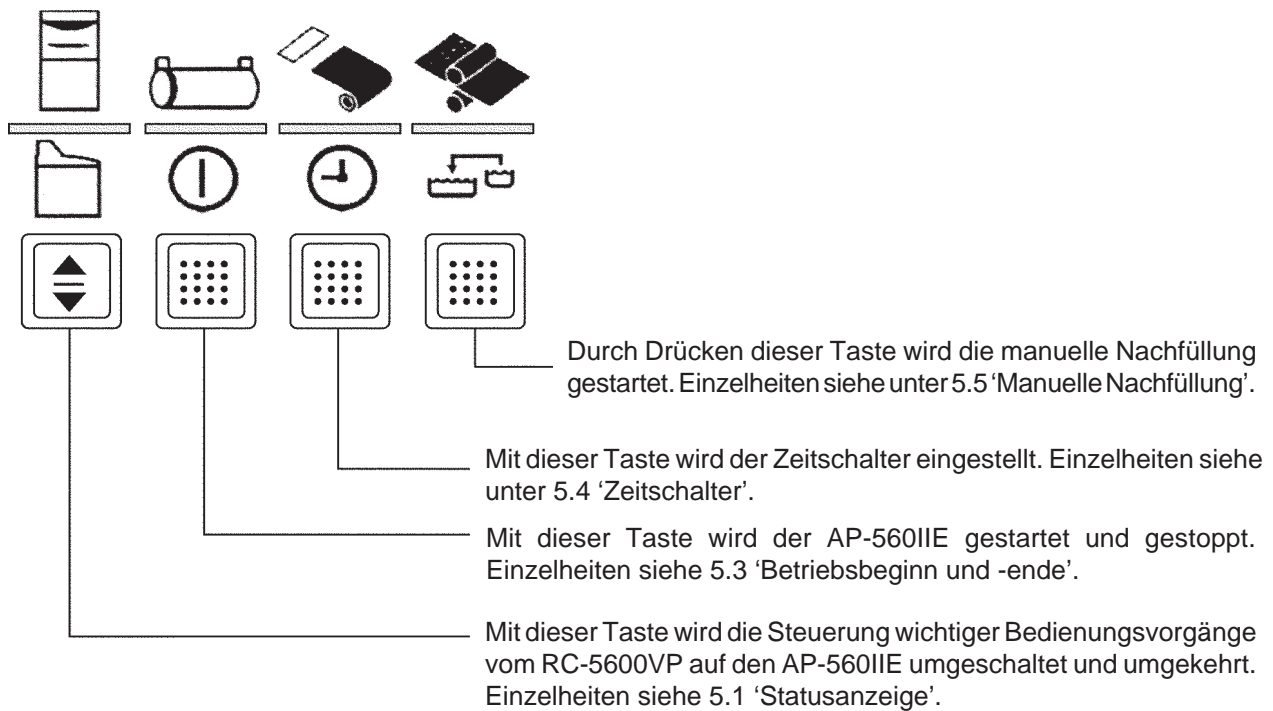 Durch Drücken dieser Taste wird die manuelle Nachfüllung
gestartet. Einzelheiten siehe unter 5.5 ‘Manuelle Nachfüllung’.
Mit dieser Taste wird der Zeitschalter eingestellt. Einzelheiten siehe
unter 5.4 ‘Zeitschalter’.
Mit dieser Taste wird der AP-560IIE gestartet und gestoppt.
Einzelheiten siehe 5.3 ‘Betriebsbeginn und -ende’.
Mit dieser Taste wird die Steuerung wichtiger Bedienungsvorgänge
vom RC-5600VP auf den AP-560IIE umgeschaltet und umgekehrt.
Einzelheiten siehe 5.1 ‘Statusanzeige’.